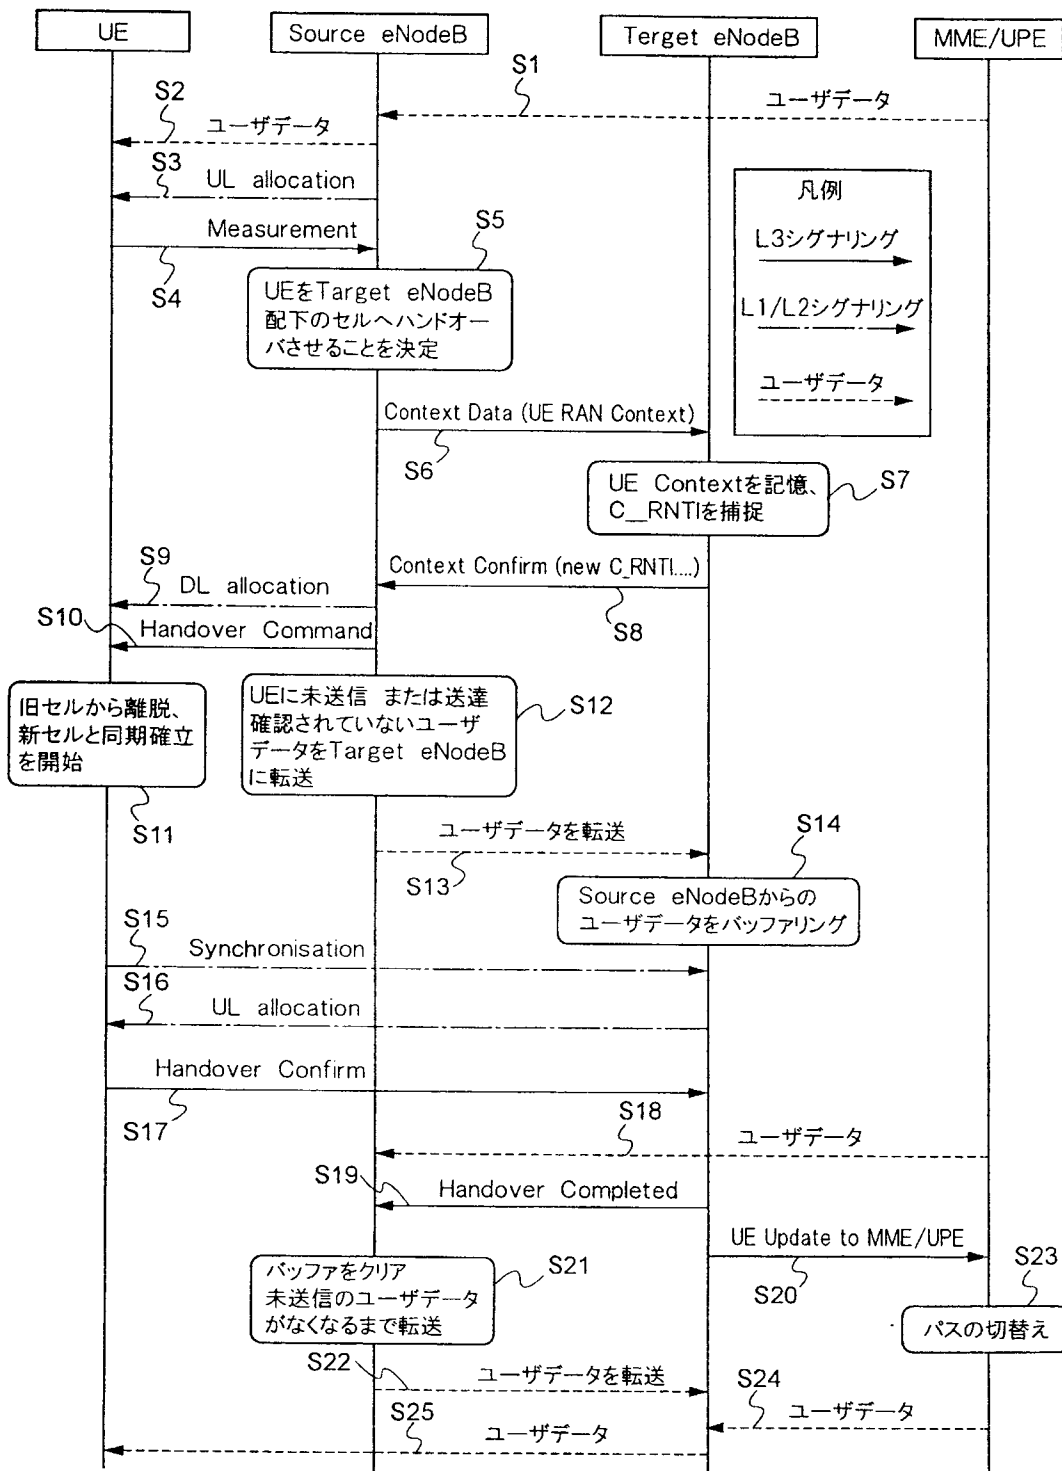 UE
Source eNodeB
Terget eNodeB
MME/UPE
S1
ユーザデータ
S2
ユーザデータ
S3
UL allocation
Measurement
S4
S5
UEをTarget eNodeB
配下のセルへハンドオー
バさせることを決定
凡例
L3シグナリング
L1/L2シグナリング
ユーザデータ
Context Data (UE RAN Context)
S6
UE Contextを記憶、
C__RNTIを捕捉
S7
Context Confirm (new C_RNTI....)
S8
S9
DL allocation
S10
Handover Command
旧セルから離脱、
新セルと同期確立
を開始
S11
UEに未送信 または送達
確認されていないユーザ
データをTarget eNodeB
に転送
S12
ユーザデータを転送
S13
S14
Source eNodeBからの
ユーザデータをバッファリング
S15
Synchronisation
S16
UL allocation
Handover Confirm
S17
S18
ユーザデータ
S19
Handover Completed
UE Update to MME/UPE
S20
バッファをクリア
未送信のユーザデータ
がなくなるまで転送
S21
S23
パスの切替え
S22
ユーザデータを転送
S24
ユーザデータ
S25
ユーザデータ